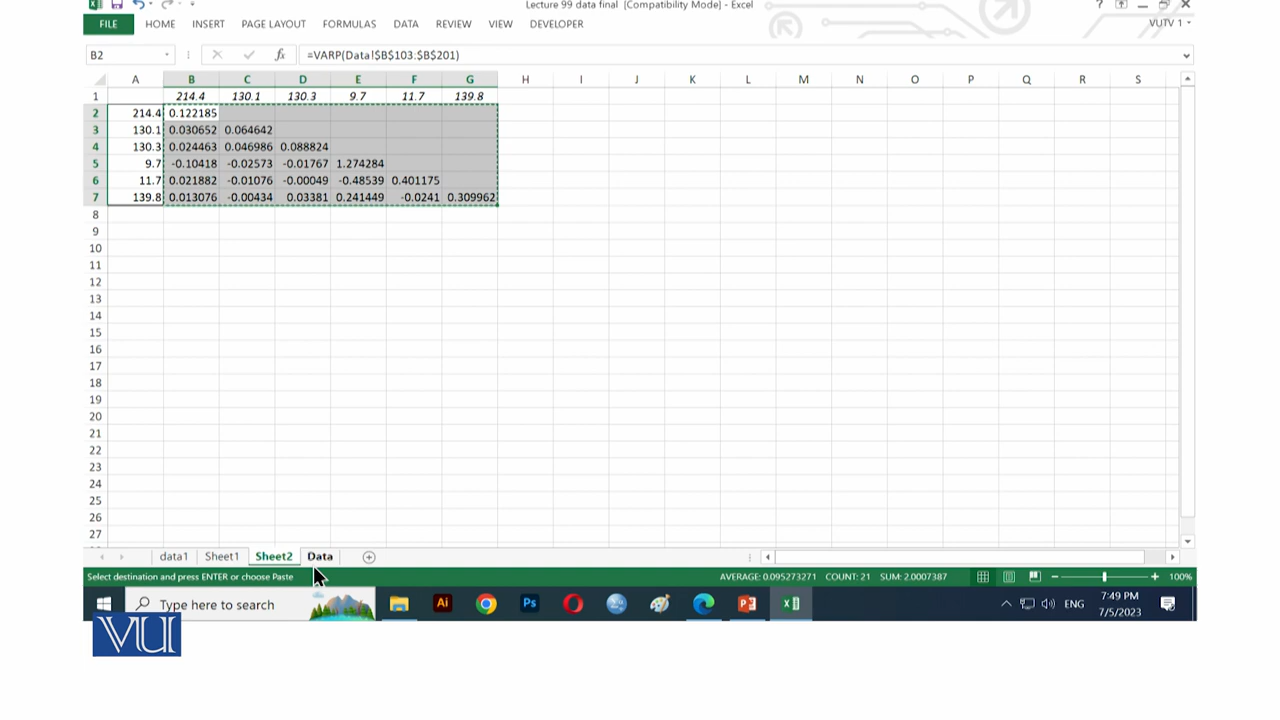 Lecture 99 data final [Compatibility Mode] - Excel
FILE HOME INSERT PAGE LAYOUT FORMULAS DATA REVIEW VIEW DEVELOPER VUTV 1
B2 fx =VARP(Data!$B$103:$B$201)
A B C D E F G H I J K L M N O P Q R S
1 214.4 130.1 130.3 9.7 11.7 139.8
2 214.4 0.122185
3 130.1 0.030652 0.064642
4 130.3 0.024463 0.046986 0.088824
5 9.7 -0.10418 -0.02573 -0.01767 1.274284
6 11.7 0.021882 -0.01076 -0.00049 -0.48539 0.401175
7 139.8 0.013076 -0.00434 0.03381 0.241449 -0.0241 0.309962
8
9
10
11
12
13
14
15
16
17
18
19
20
21
22
23
24
25
26
27
data1 Sheet1 Sheet2 Data
Select destination and press ENTER or choose Paste AVERAGE: 0.095273271 COUNT: 21 SUM: 2.0007387 100%
Type here to search Ai Ps ENG 7:49 PM
7/5/2023
VU